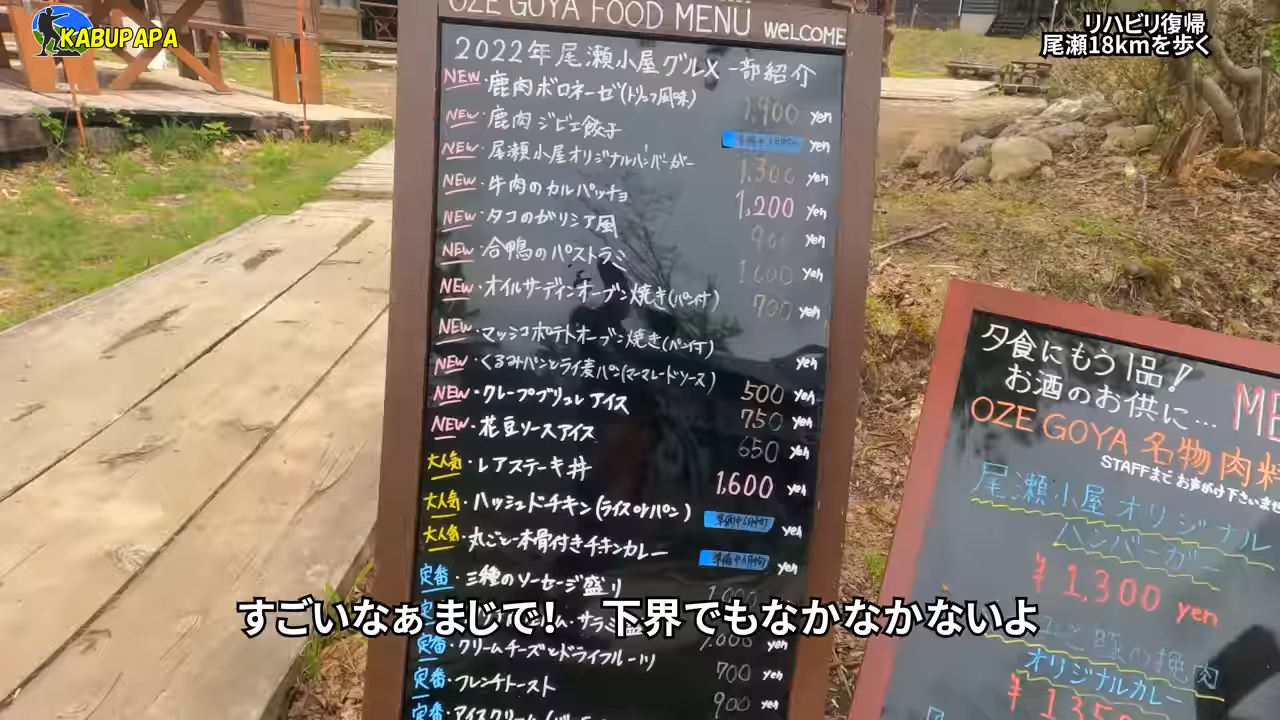 KABUPAPA
リハビリ復帰
尾瀬18kmを歩く
OZE GOYA FOOD MENU WELCOME
2022年 尾瀬小屋グルメ 一部紹介
NEW・鹿肉ボロネーゼ(トリュフ風味) 1,900 yen
NEW・鹿肉ジビエ餃子 yen
NEW・尾瀬小屋オリジナルハンバーガー 1,300 yen
NEW・牛肉のカルパッチョ 1,200 yen
NEW・タコのガリシア風 yen
NEW・合鴨のパストラミ yen
NEW・オイルサーディンオーブン焼き(パン付) 700 yen
NEW・マッシュポテトオーブン焼き(パン付) yen
NEW・くるみパンとライ麦パン(マーマレードソース) 500 yen
NEW・クレープブリュレアイス 750 yen
NEW・花豆ソースアイス 650 yen
大人気・レアステーキ丼 1,600 yen
大人気・ハッシュドチキン(ライスorパン) 準備中 yen
大人気・丸ごと一本骨付きチキンカレー 準備中 yen
定番・三種のソーセージ盛り
定番
定番・クリームチーズとドライフルーツ yen
定番・フレンチトースト 700 yen
定番・アイスクリーム 900 yen
夕食にもう1品!
お酒のお供に…
OZE GOYA 名物肉料
STAFFまでお声がけ下さいませ
尾瀬小屋オリジナル
ハンバーガー
¥1,300 yen
オリジナルカレー
すごいなぁまじで! 下界でもなかなかないよ